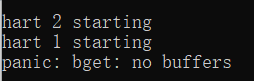 hart 2 starting
hart 1 starting
panic: bget: no buffers